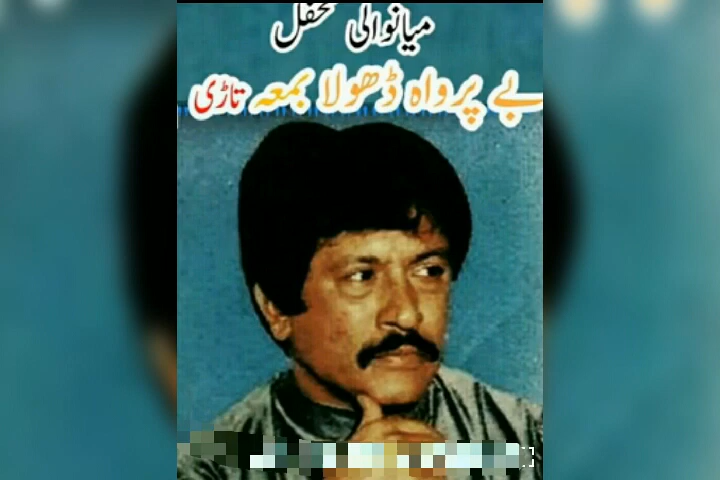 میانوالی محفل
بے پرواہ ڈھولا بمعہ تاڑی